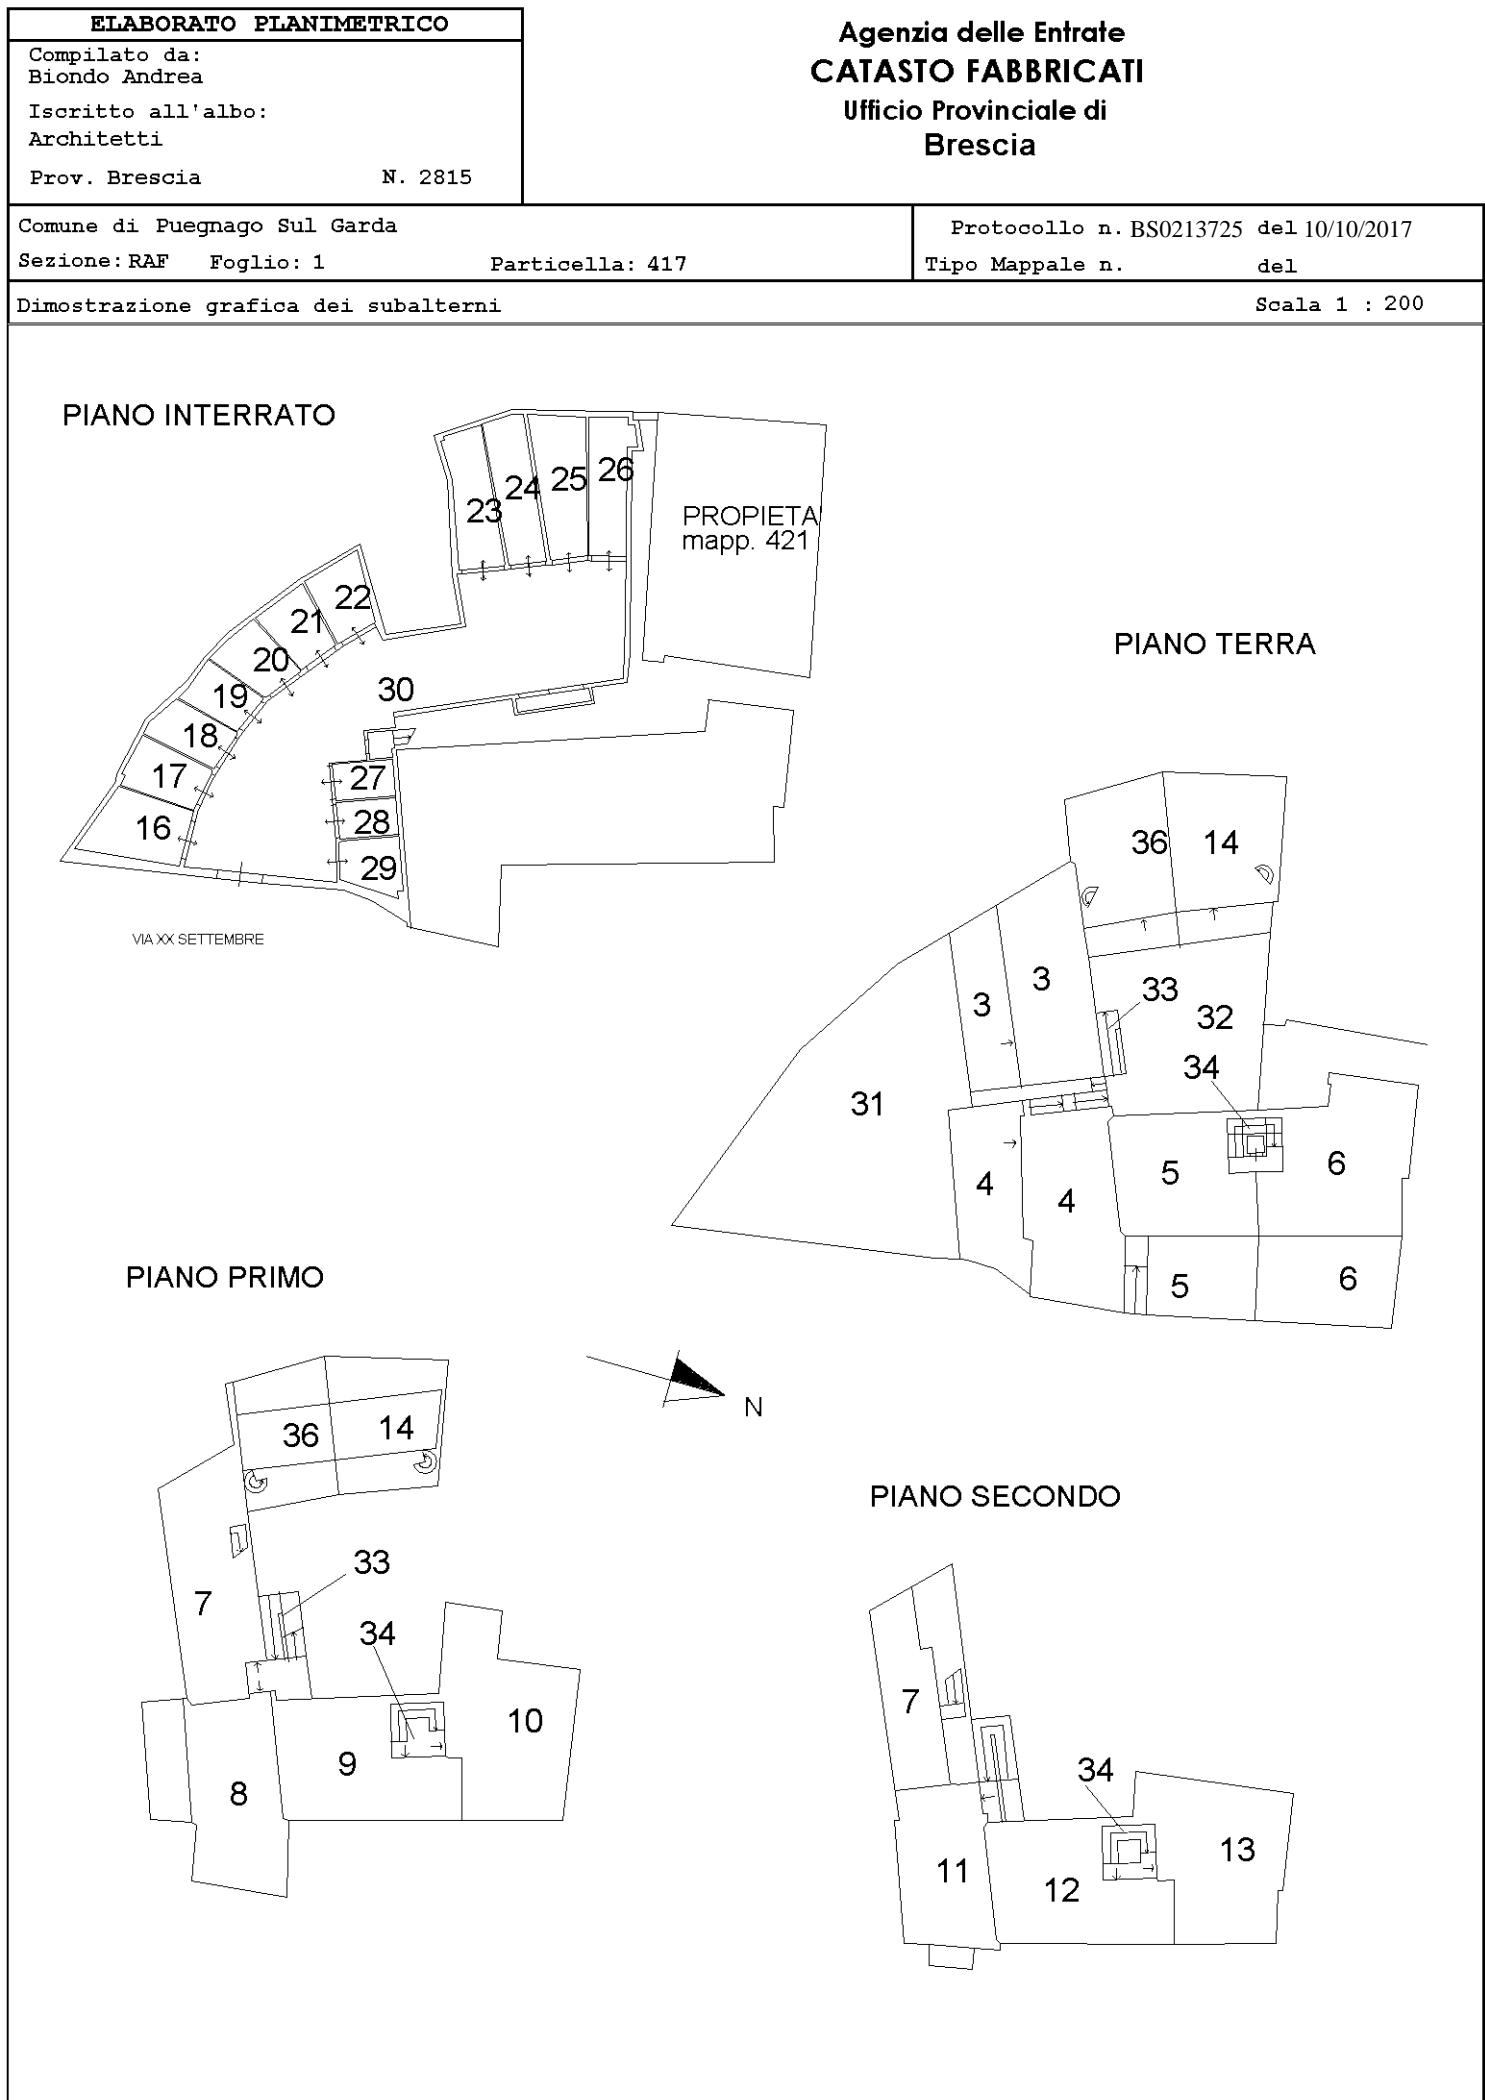 ELABORATO PLANIMETRICO
Compilato da:
Biondo Andrea
Iscritto all'albo:
Architetti
Prov. Brescia N. 2815
Agenzia delle Entrate
CATASTO FABBRICATI
Ufficio Provinciale di
Brescia
Comune di Puegnago Sul Garda
Sezione: RAF Foglio: 1 Particella: 417
Protocollo n. BS0213725 del 10/10/2017
Tipo Mappale n. del
Dimostrazione grafica dei subalterni Scala 1 : 200
PIANO INTERRATO
26
25
24
23
PROPIETA
mapp. 421
22
21
20
19
30
18
17
27
16
28
29
VIA XX SETTEMBRE
PIANO TERRA
36 14
3
3
33
32
34
31
5
6
4
4
5
6
PIANO PRIMO
N
36 14
33
7
34
10
9
8
PIANO SECONDO
7
34
13
11
12